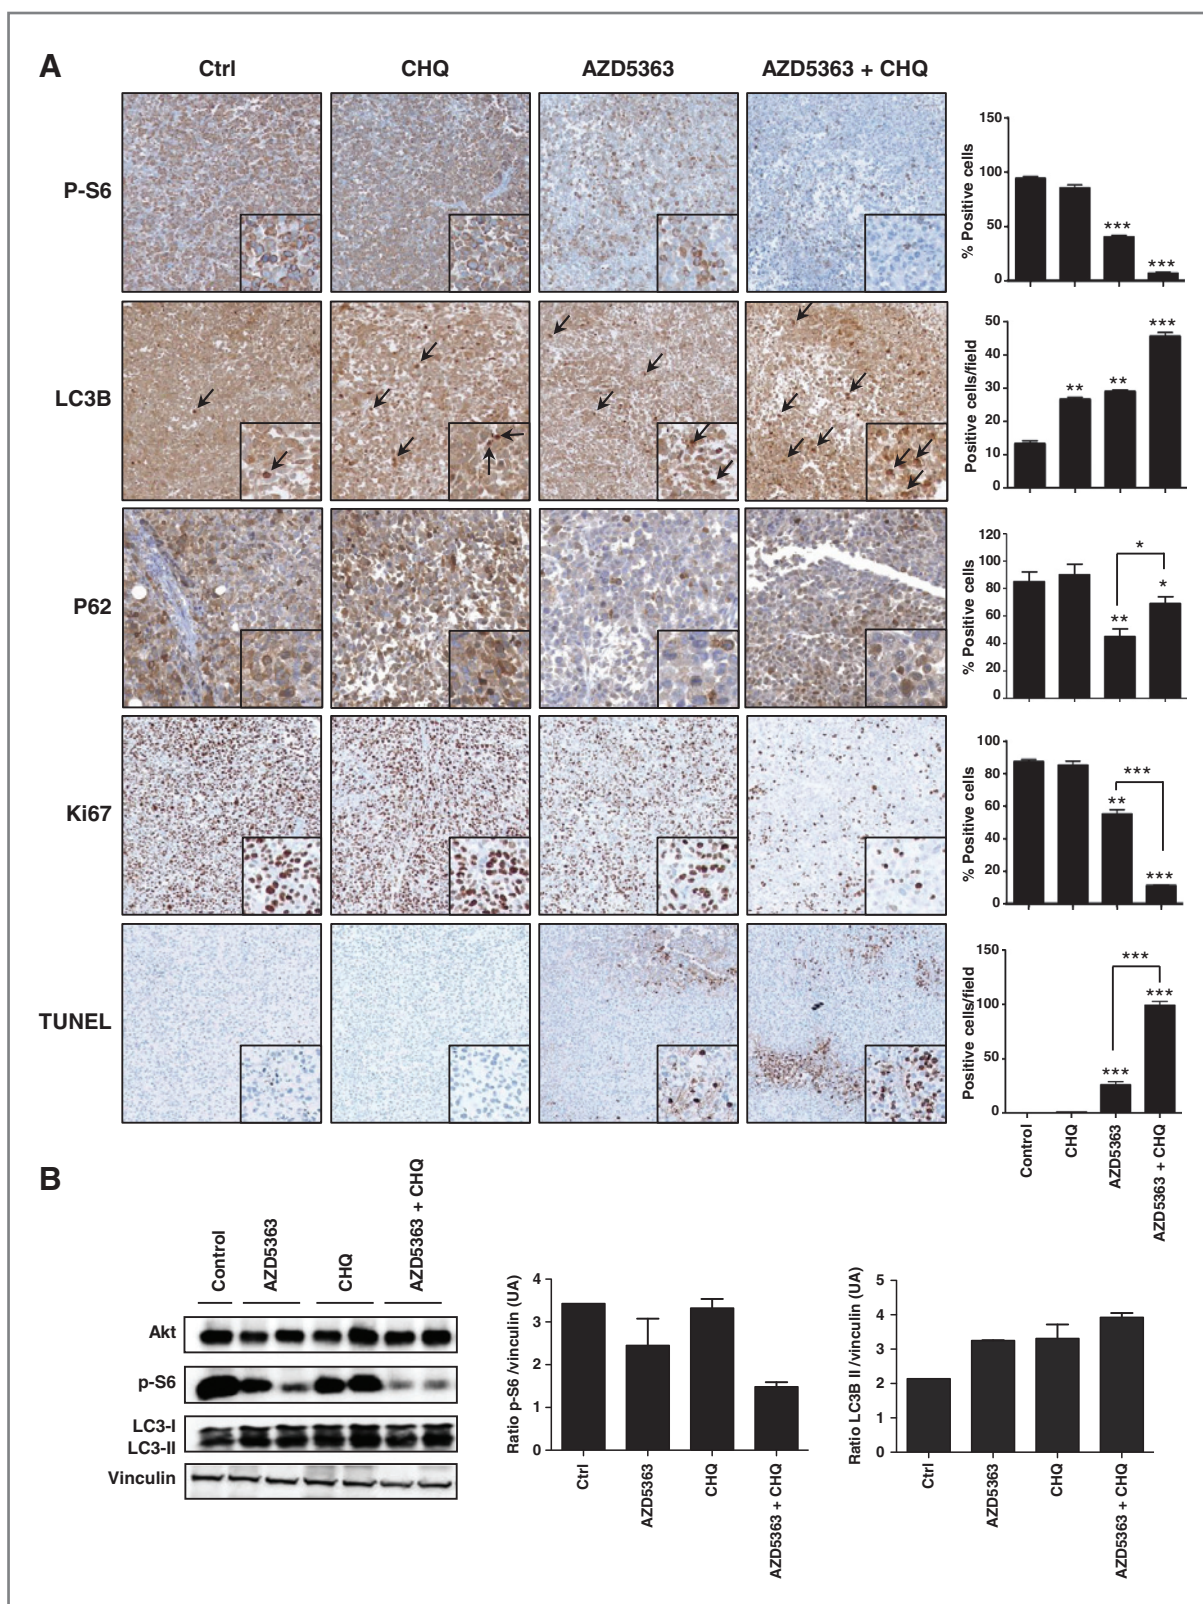 A
Ctrl
CHQ
AZD5363
AZD5363 + CHQ
P-S6
% Positive cells
150
100
50
0
***
***
LC3B
Positive cells/field
50
40
30
20
10
0
**
**
***
P62
% Positive cells
120
100
80
60
40
20
0
**
*
*
Ki67
% Positive cells
100
80
60
40
20
0
**
***
***
TUNEL
Positive cells/field
150
100
50
0
***
***
***
Control
CHQ
AZD5363
AZD5363 + CHQ
B
Control
AZD5363
CHQ
AZD5363 + CHQ
Akt
p-S6
LC3-I
LC3-II
Vinculin
Ratio p-S6 /vinculin (UA)
4
3
2
1
0
Ctrl
AZD5363
CHQ
AZD5363 + CHQ
Ratio LC3B II /vinculin (UA)
5
4
3
2
1
0
Ctrl
AZD5363
CHQ
AZD5363 + CHQ